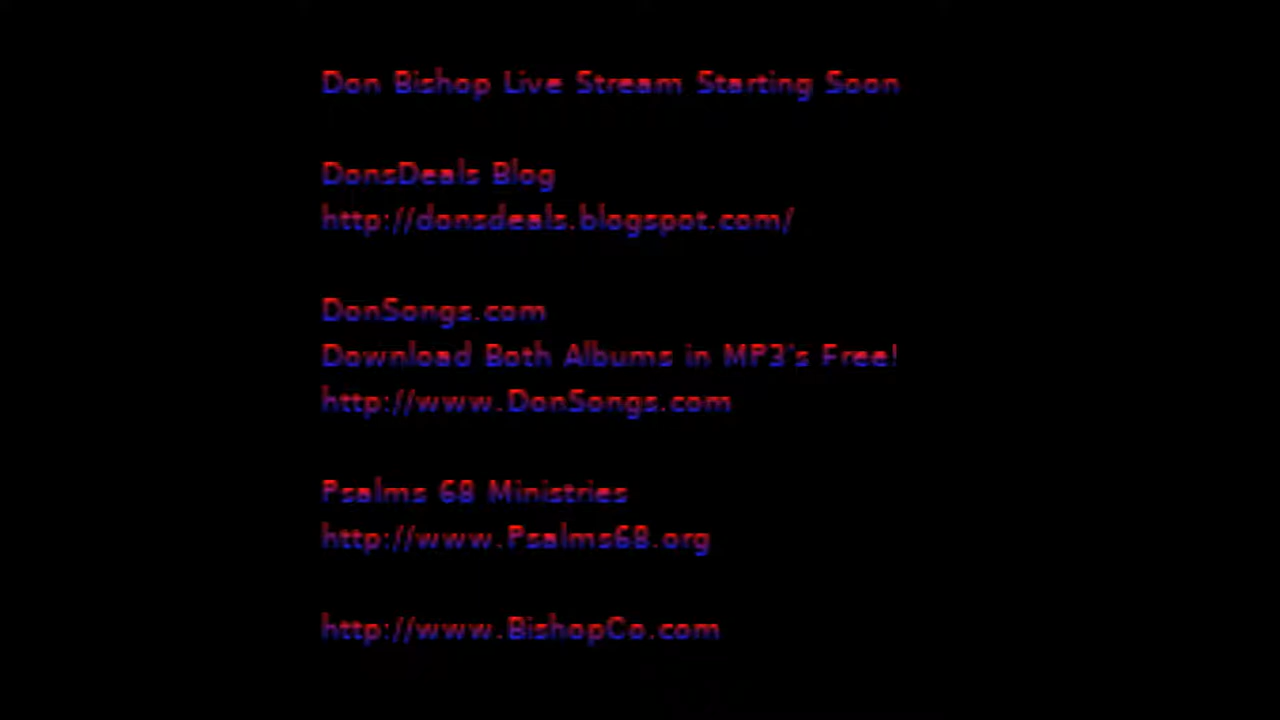 Don Bishop Live Stream Starting Soon
DonsDeals Blog
http://donsdeals.blogspot.com/
DonSongs.com
Download Both Albums in MP3's Free!
http://www.DonSongs.com
Psalms 68 Ministries
http://www.Psalms68.org
http://www.BishopCo.com